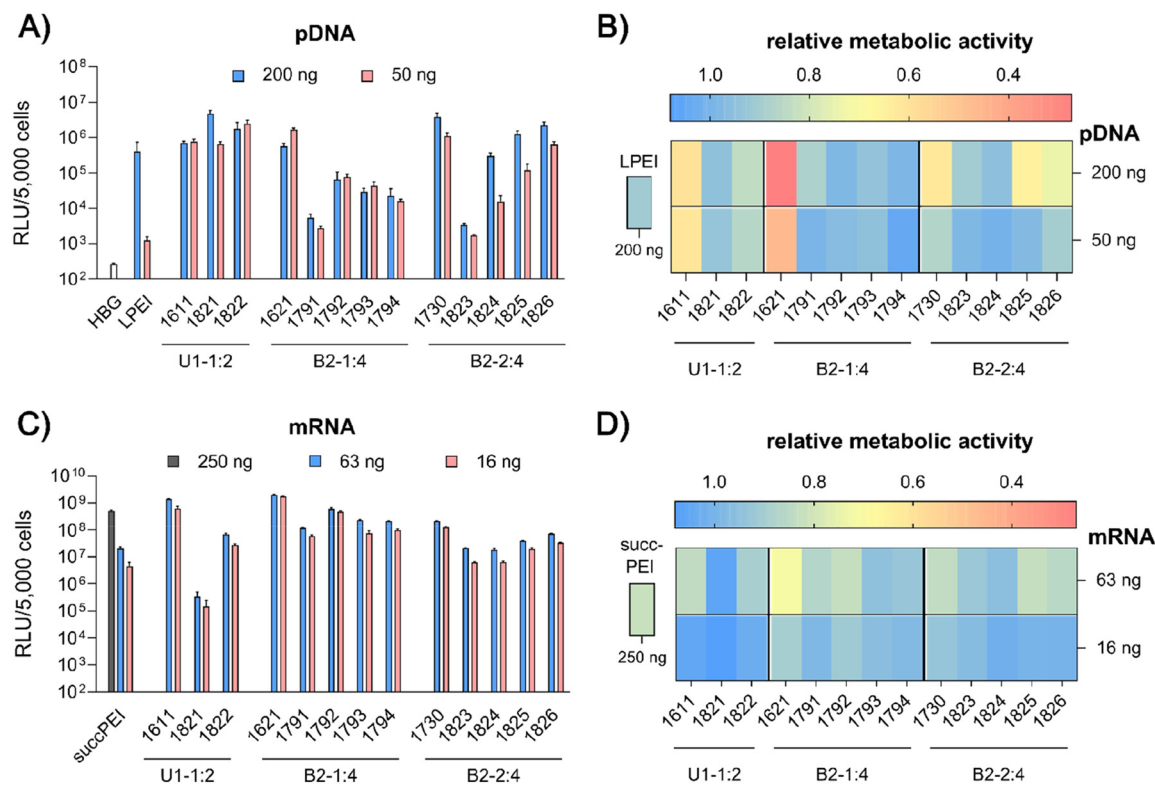 A)
pDNA
200 ng 50 ng
RLU/5,000 cells
10^8
10^7
10^6
10^5
10^4
10^3
10^2
HBG LPEI 1611 1821 1822 1621 1791 1792 1793 1794 1730 1823 1824 1825 1826
U1-1:2 B2-1:4 B2-2:4
B)
relative metabolic activity
1.0 0.8 0.6 0.4
pDNA
LPEI
200 ng
200 ng
50 ng
1611 1821 1822 1621 1791 1792 1793 1794 1730 1823 1824 1825 1826
U1-1:2 B2-1:4 B2-2:4
C)
mRNA
250 ng 63 ng 16 ng
RLU/5,000 cells
10^10
10^9
10^8
10^7
10^6
10^5
10^4
10^3
10^2
succPEI 1611 1821 1822 1621 1791 1792 1793 1794 1730 1823 1824 1825 1826
U1-1:2 B2-1:4 B2-2:4
D)
relative metabolic activity
1.0 0.8 0.6 0.4
mRNA
succ-
PEI
250 ng
63 ng
16 ng
1611 1821 1822 1621 1791 1792 1793 1794 1730 1823 1824 1825 1826
U1-1:2 B2-1:4 B2-2:4